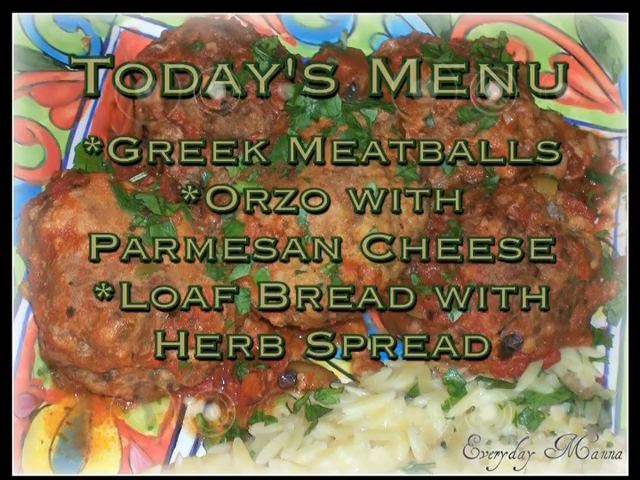 Today's Menu
*Greek Meatballs
*Orzo with
Parmesan Cheese
*Loaf Bread with
Herb Spread
Everyday Manna